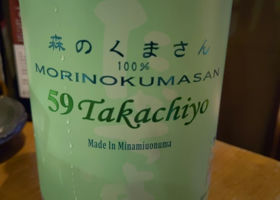 森のくまさん
100%
MORINOKUMASAN
59 Takachiyo
Made In Minamiuonuma